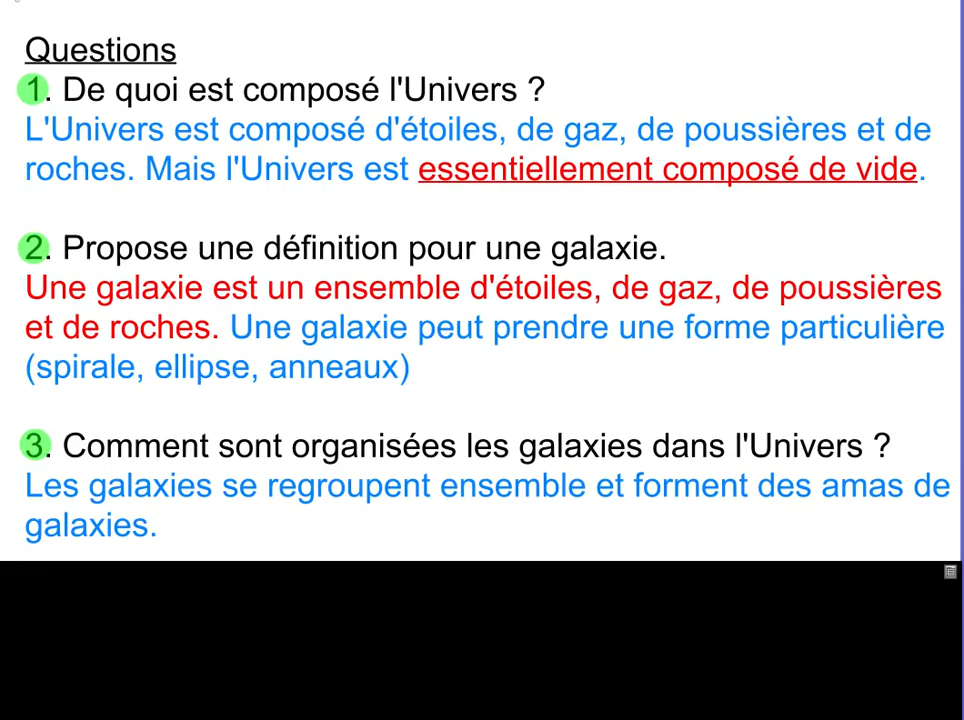 Questions
1. De quoi est composé l'Univers ?
L'Univers est composé d'étoiles, de gaz, de poussières et de
roches. Mais l'Univers est essentiellement composé de vide.
2. Propose une définition pour une galaxie.
Une galaxie est un ensemble d'étoiles, de gaz, de poussières
et de roches. Une galaxie peut prendre une forme particulière
(spirale, ellipse, anneaux)
3. Comment sont organisées les galaxies dans l'Univers ?
Les galaxies se regroupent ensemble et forment des amas de
galaxies.